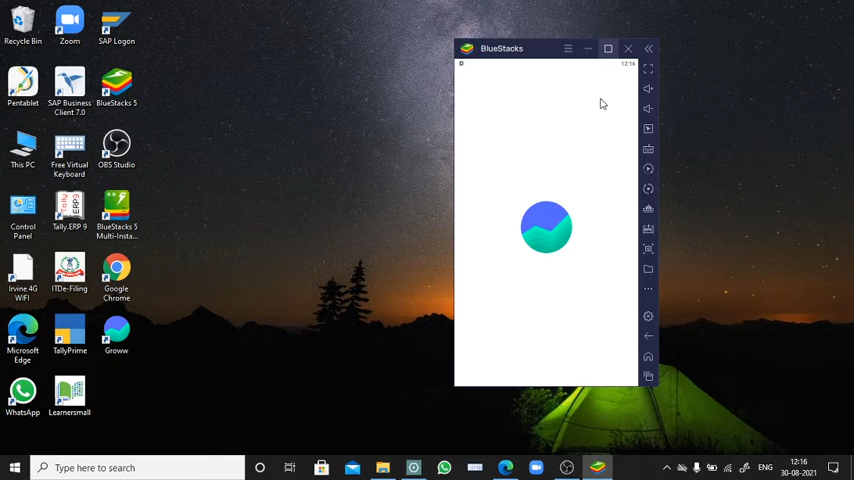 Recycle Bin
Zoom
SAP Logon
Pentablet
SAP Business
Client 7.0
BlueStacks 5
This PC
Free Virtual
Keyboard
OBS Studio
Control
Panel
Tally.ERP 9
BlueStacks 5
Multi-Insta...
Irvine 4G
WIFI
ITDe-Filing
Google
Chrome
Microsoft
Edge
TallyPrime
Groww
WhatsApp
Learnersmall
BlueStacks
12:16
Type here to search
ENG
12:16
30-08-2021